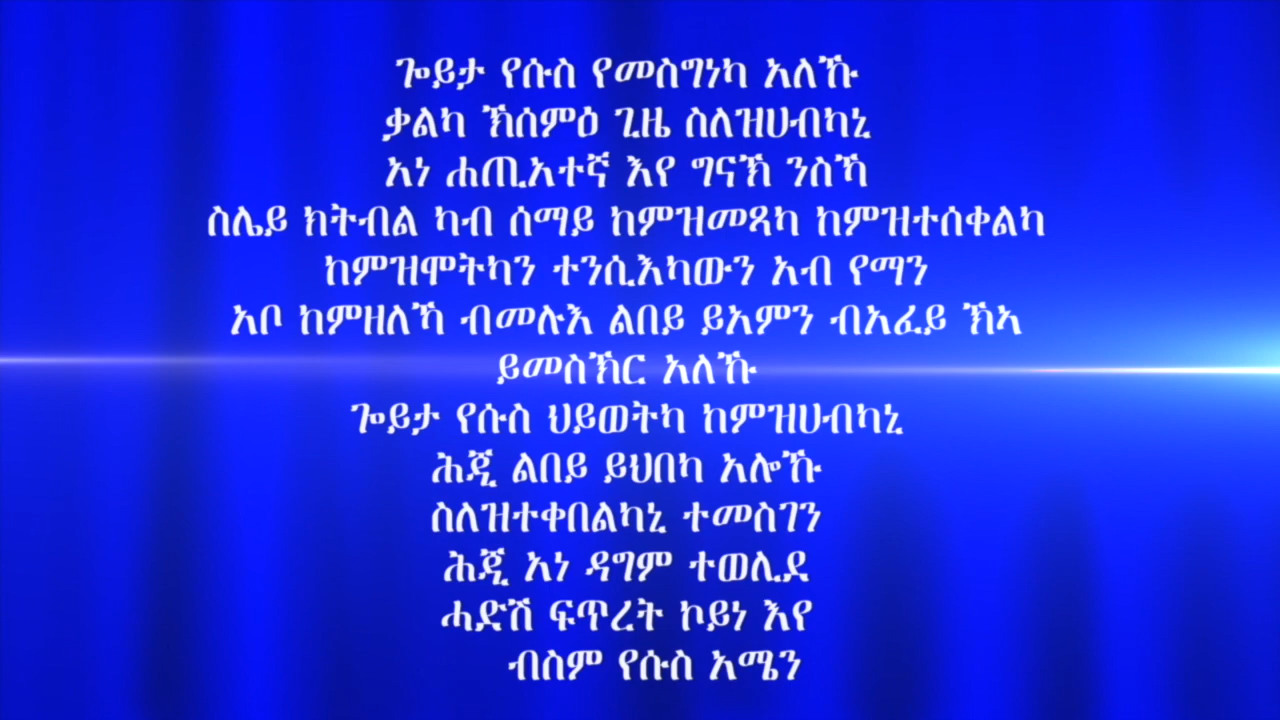 ጐይታ የሱስ የመስግነካ አለኹ
ቃልካ ኽሰምዕ ጊዜ ስለዝሀብካኒ
አነ ሐጢአተኛ እየ ግናኽ ንስኻ
ስሌይ ክትብል ካብ ሰማይ ከምዝመጻካ ከምዝተሰቀልካ
ከምዝሞትካን ተንሲእካውን አብ የማን
አቦ ከምዘለኻ ብመሉእ ልበይ ይአምን ብአፈይ ኽኣ
ይመስኽር አለኹ
ጐይታ የሱስ ህይወትካ ከምዝሀብካኒ
ሕጂ ልበይ ይህበካ አሎኹ
ስለዝተቀበልካኒ ተመስገን
ሕጂ አነ ዳግም ተወሊደ
ሓድሽ ፍጥረት ኮይነ እየ
ብስም የሱስ አሜን